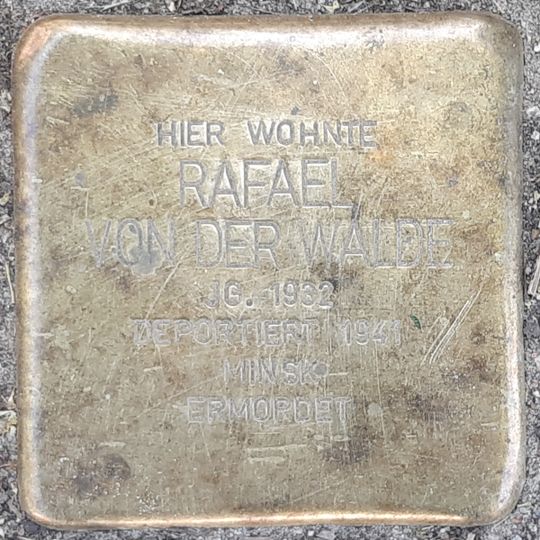 HIER WOHNTE
RAFAEL
VON DER WALDE
JG. 1932
DEPORTIERT 1941
MINSK
ERMORDET